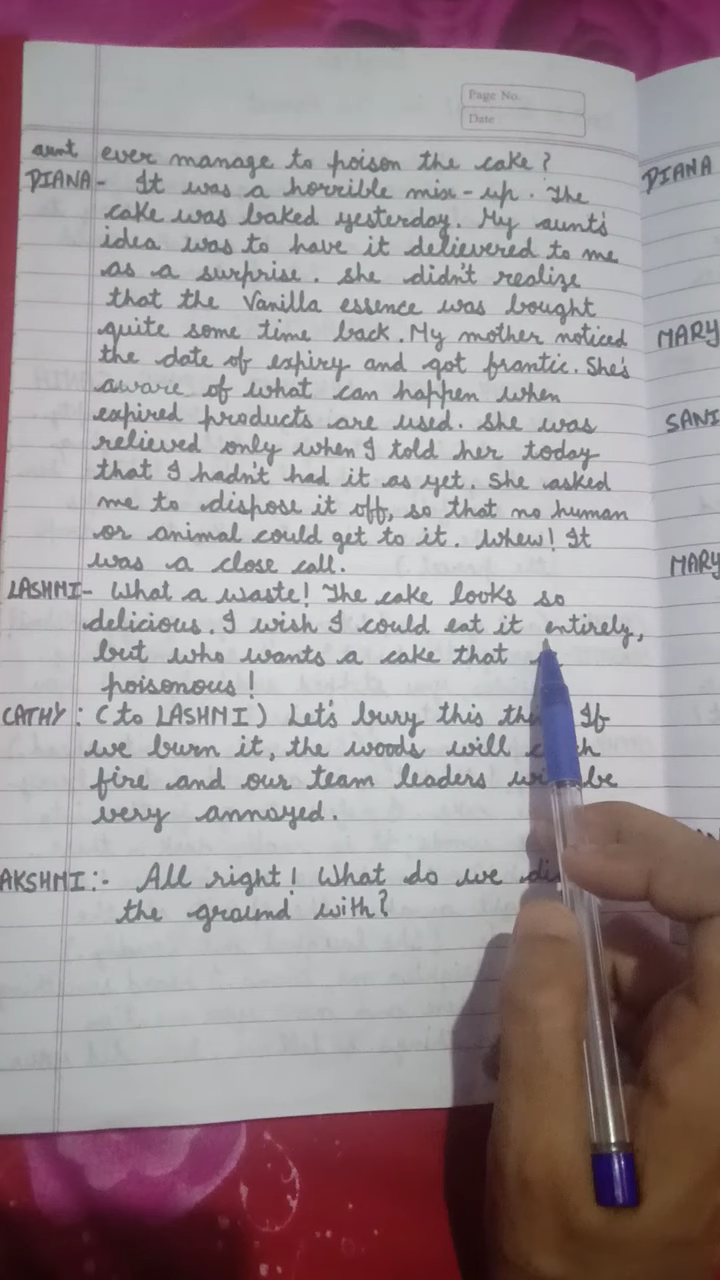 Page No.
Date
aunt ever manage to poison the cake?
DIANA- It was a horrible mix-up. The
cake was baked yesterday. My aunt's
idea was to have it delievered to me
as a surprise. she didn't realize
that the Vanilla essence was bought
quite some time back. My mother noticed
the date of expiry and got frantic. She's
aware of what can happen when
expired products are used. She was
relieved only when I told her today
that I hadn't had it as yet. She asked
me to dispose it off, so that no human
or animal could get to it. Whew! It
was a close call.
LASHMI- What a waste! The cake looks so
delicious. I wish I could eat it entirely,
but who wants a cake that
poisonous!
CATHY: (to LASHMI) Let's bury this If
we burn it, the woods will
fire and our team leaders be
very annoyed.
AKSHMI:- All right! What do we
the ground with?
DIANA
MARY
SANI
MARY